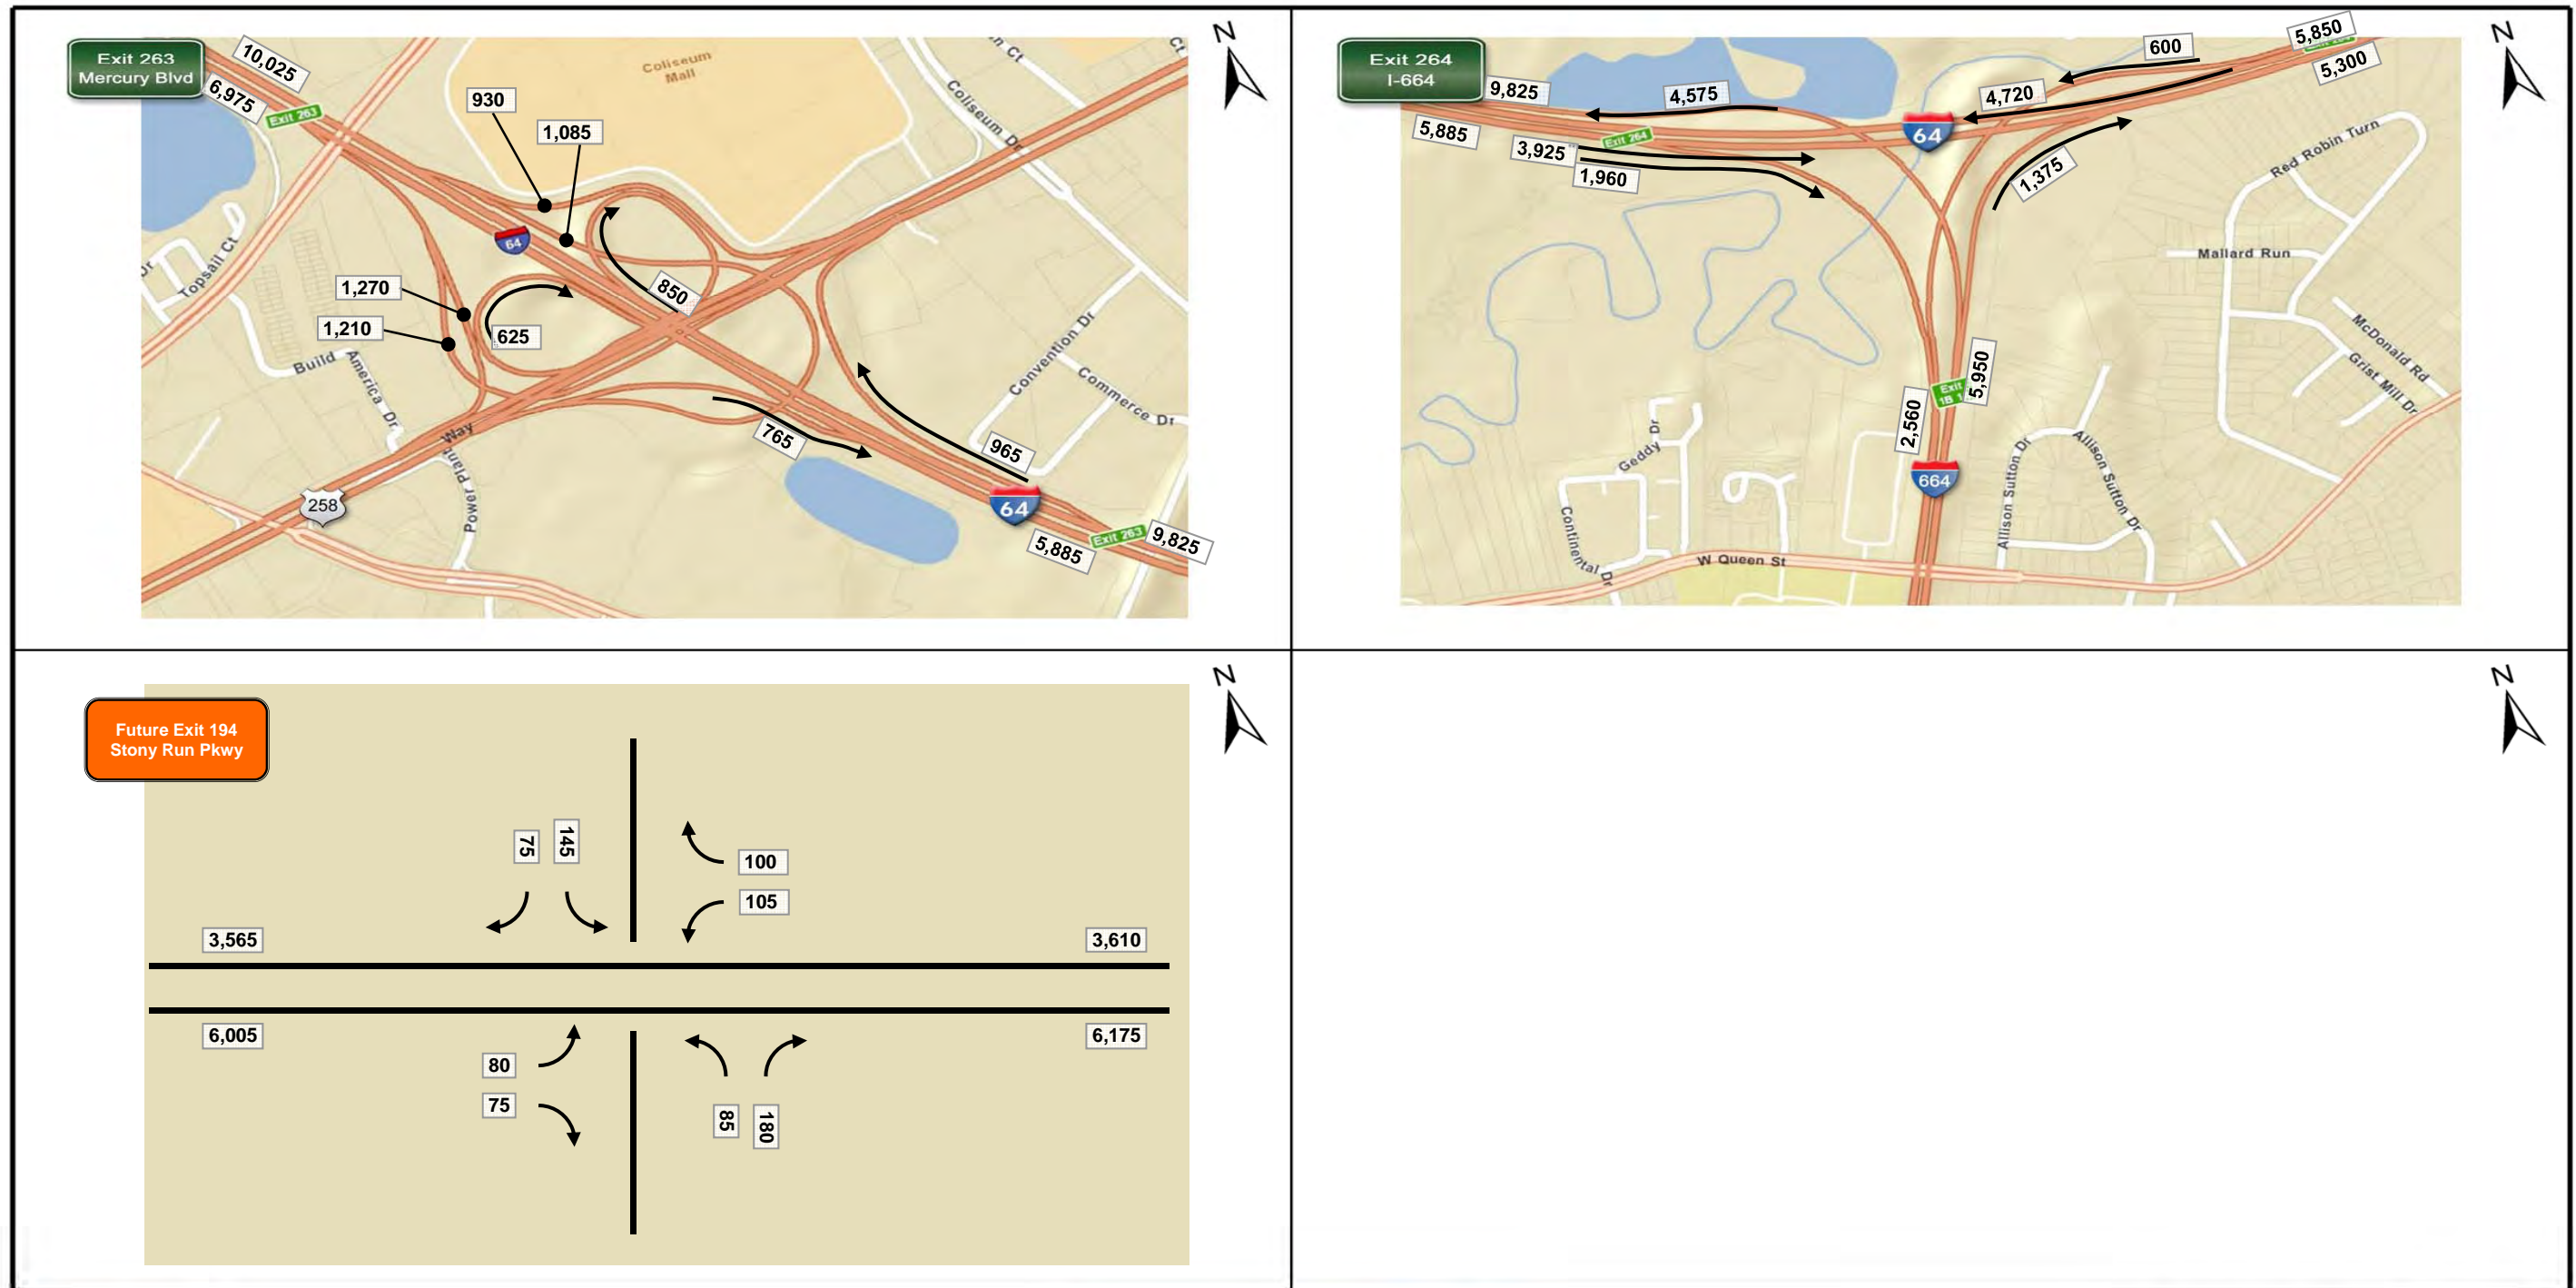 Exit 263
Mercury Blvd
10,025
6,975
Exit 263
930
1,085
Coliseum
Mall
n Ct
Ct
Coliseum Dr
N
64
Dr
Topsail Ct
1,270
1,210
625
850
Build America Dr
Convention Dr
Commerce Dr
Power Plant Way
765
965
258
64
5,885
Exit 263
9,825
Exit 264
I-664
9,825
5,885
4,575
Exit 264
3,925
1,960
64
4,720
600
5,850
5,300
N
1,375
Red Robin Turn
Mallard Run
McDonald Rd
Grist Mill Dr
5,950
2,560
Exit
1B
664
Geddy Dr
Continental Dr
Allison Sutton Dr
Allison Sutton Dr
W Queen St
Future Exit 194
Stony Run Pkwy
N
75
145
100
105
3,565
3,610
6,005
6,175
80
75
85
180
N